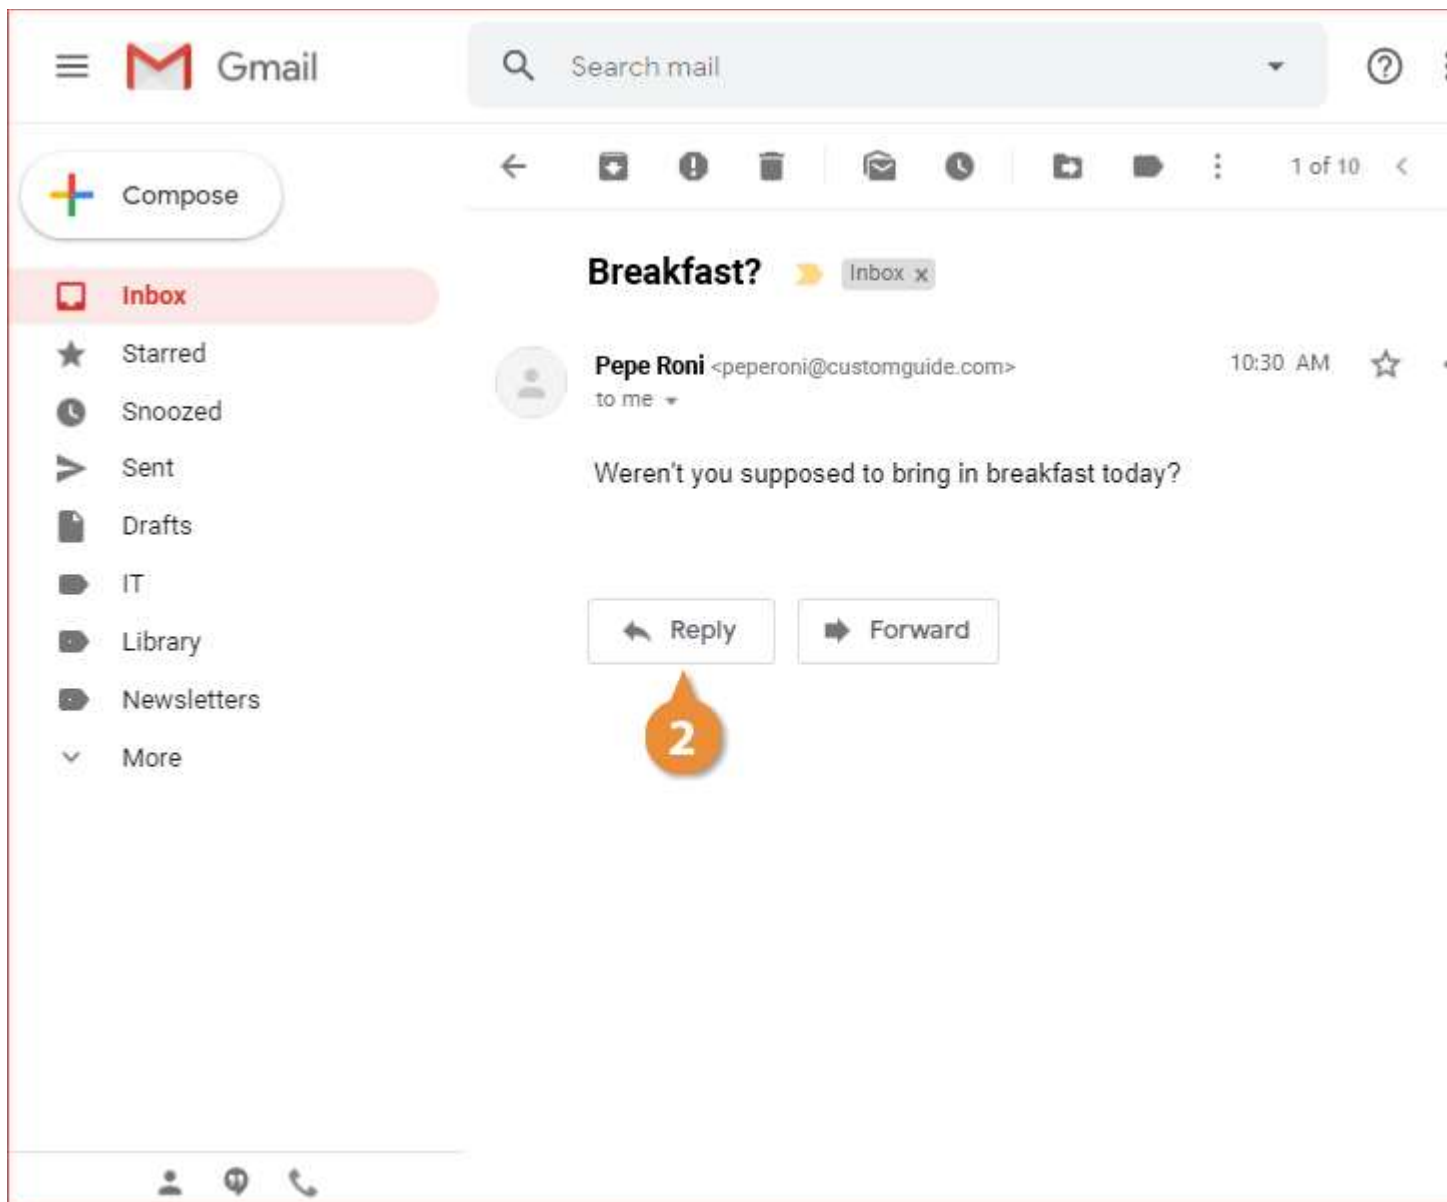 Gmail
Search mail
Compose
1 of 10
Inbox
Starred
Snoozed
Sent
Drafts
IT
Library
Newsletters
More
Breakfast? Inbox x
Pepe Roni <peperoni@customguide.com> 10:30 AM
to me
Weren't you supposed to bring in breakfast today?
Reply Forward
2